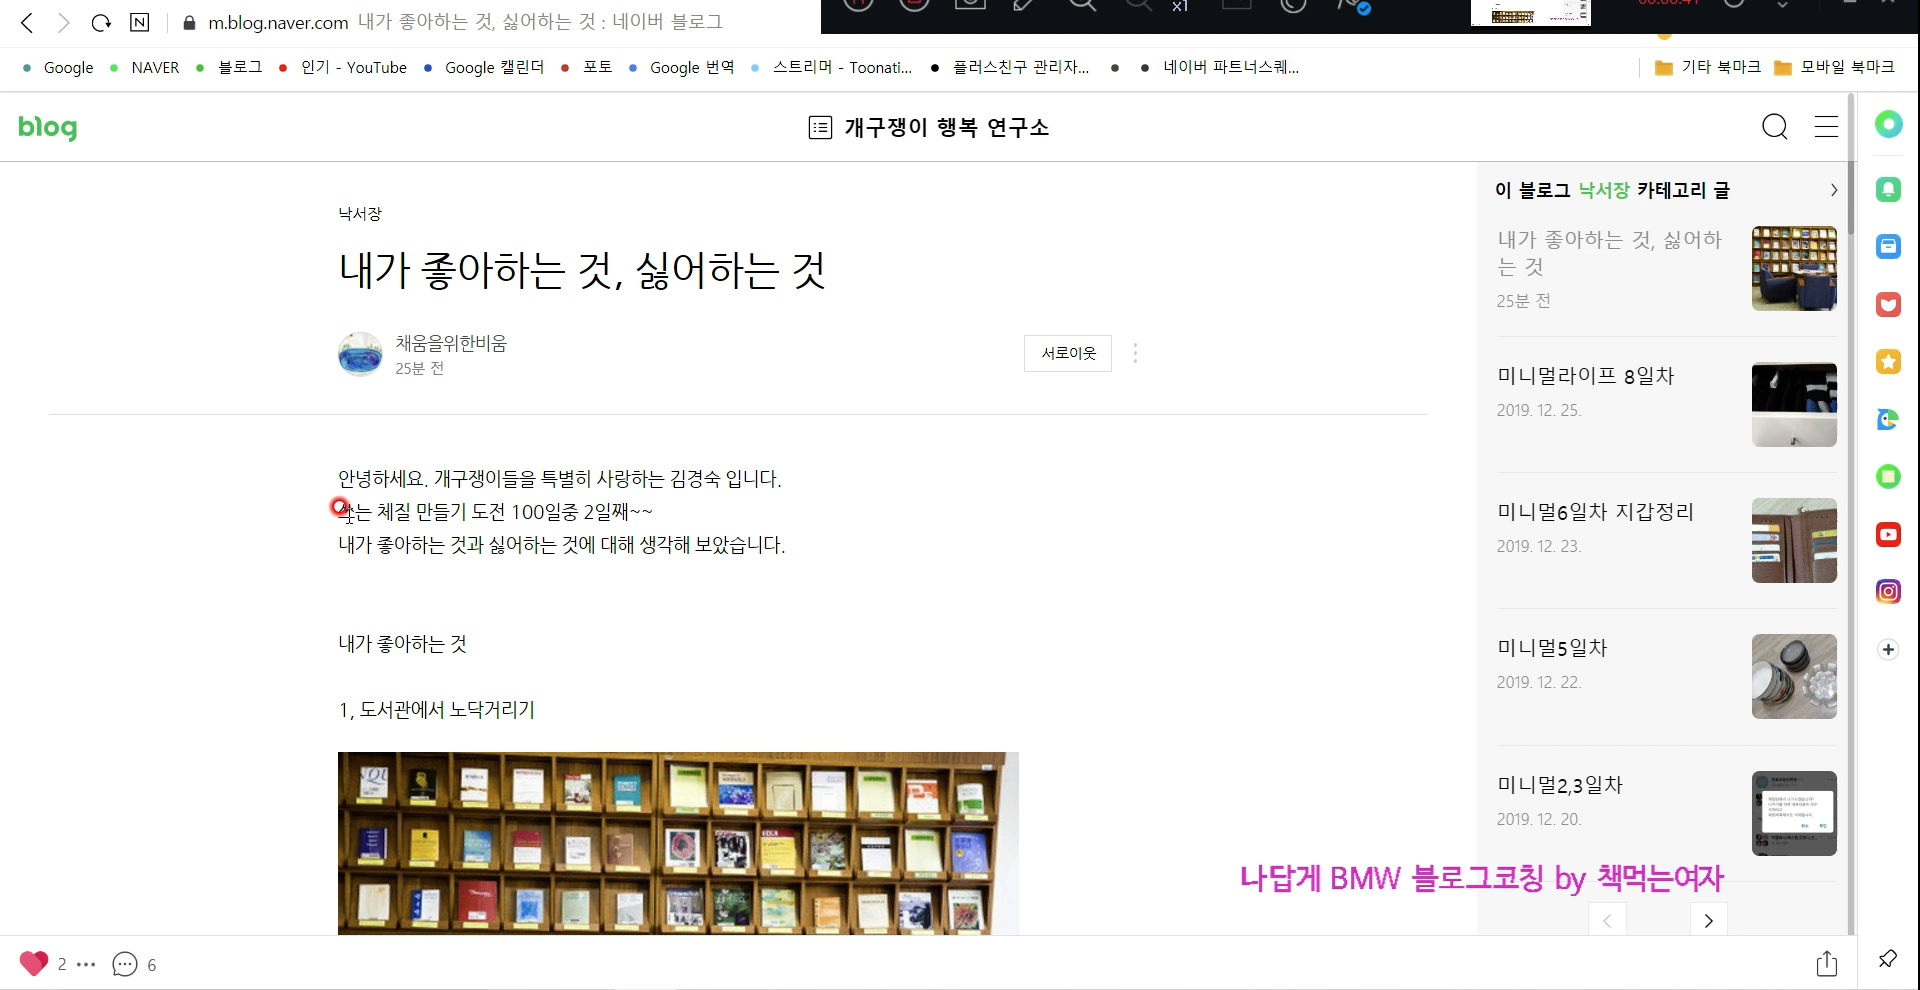 m.blog.naver.com 내가 좋아하는 것, 싫어하는 것 : 네이버 블로그
x1
Google NAVER 블로그 인기 - YouTube Google 캘린더 포토 Google 번역 스트리머 - Toonati... 플러스친구 관리자... 네이버 파트너스퀘... 기타 북마크 모바일 북마크
blog 개구쟁이 행복 연구소
낙서장
내가 좋아하는 것, 싫어하는 것
채움을위한비움
25분 전
서로이웃
안녕하세요. 개구쟁이들을 특별히 사랑하는 김경숙 입니다.
쓰는 체질 만들기 도전 100일중 2일째~~
내가 좋아하는 것과 싫어하는 것에 대해 생각해 보았습니다.
내가 좋아하는 것
1, 도서관에서 노닥거리기
이 블로그 낙서장 카테고리 글
내가 좋아하는 것, 싫어하
는 것
25분 전
미니멀라이프 8일차
2019. 12. 25.
미니멀6일차 지갑정리
2019. 12. 23.
미니멀5일차
2019. 12. 22.
미니멀2,3일차
2019. 12. 20.
나답게 BMW 블로그코칭 by 책먹는여자
2 6